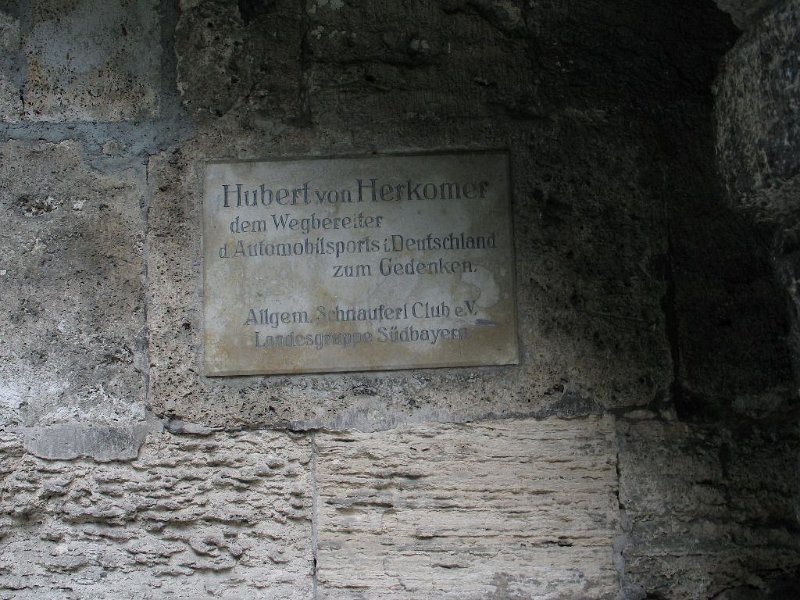 Hubert von Herkomer
dem Wegbereiter
d Automobilsports i Deutschland
zum Gedenken.
Allgem. Schnauferl Club e.V.
Landesgruppe Südbayern